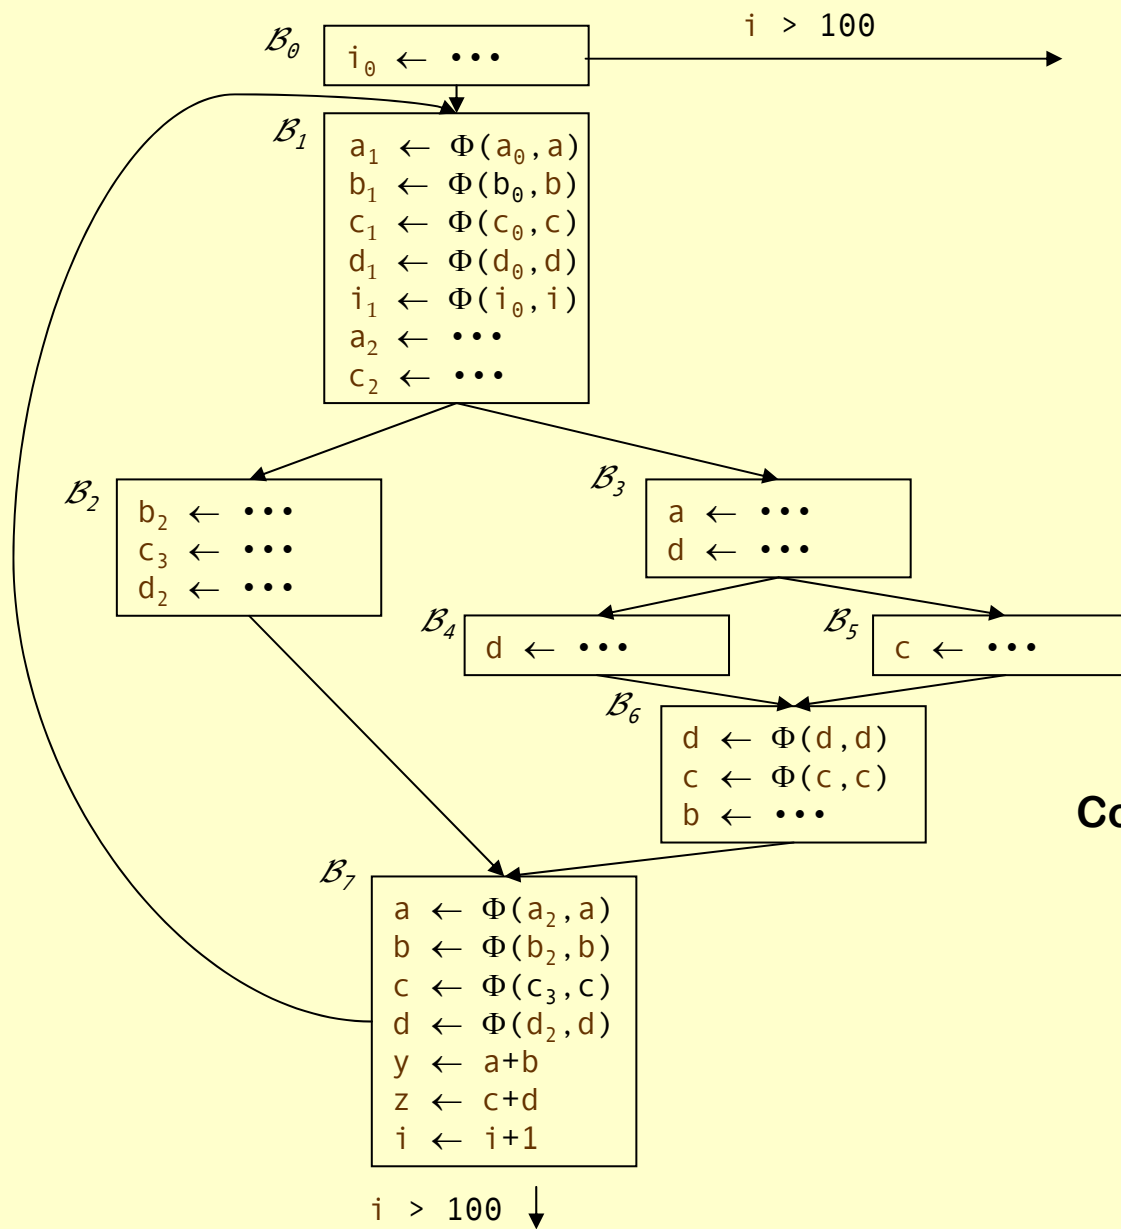 i > 100
ℬ₀
i₀ ← •••
ℬ₁
a₁ ← Φ(a₀,a)
b₁ ← Φ(b₀,b)
c₁ ← Φ(c₀,c)
d₁ ← Φ(d₀,d)
i₁ ← Φ(i₀,i)
a₂ ← •••
c₂ ← •••
ℬ₂
b₂ ← •••
c₃ ← •••
d₂ ← •••
ℬ₃
a ← •••
d ← •••
ℬ₄
d ← •••
ℬ₅
c ← •••
ℬ₆
d ← Φ(d,d)
c ← Φ(c,c)
b ← •••
Co
ℬ₇
a ← Φ(a₂,a)
b ← Φ(b₂,b)
c ← Φ(c₃,c)
d ← Φ(d₂,d)
y ← a+b
z ← c+d
i ← i+1
i > 100